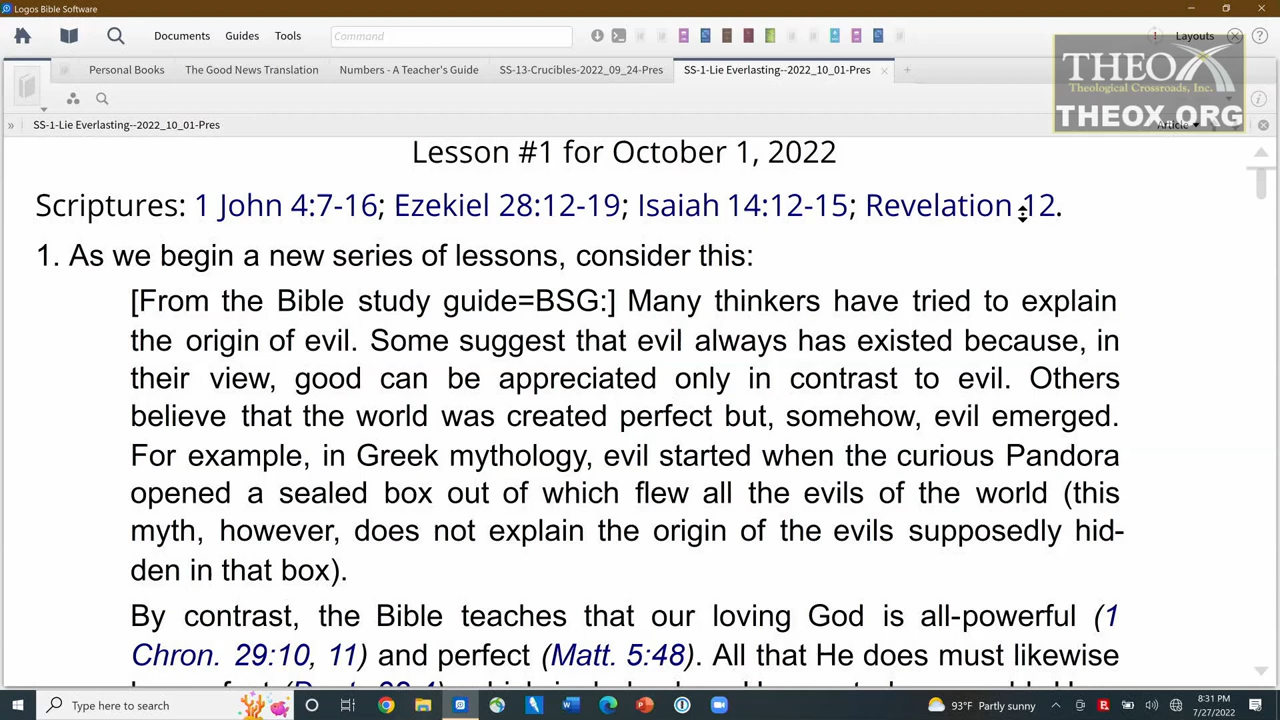 Logos Bible Software
Documents Guides Tools Command Layouts
Personal Books The Good News Translation Numbers - A Teacher's Guide SS-13-Crucibles-2022_09_24-Pres SS-1-Lie Everlasting--2022_10_01-Pres
THEOX
Theological Crossroads, Inc.
THEOX.ORG
SS-1-Lie Everlasting--2022_10_01-Pres Article
Lesson #1 for October 1, 2022
Scriptures: 1 John 4:7-16; Ezekiel 28:12-19; Isaiah 14:12-15; Revelation 12.
1. As we begin a new series of lessons, consider this:
[From the Bible study guide=BSG:] Many thinkers have tried to explain
the origin of evil. Some suggest that evil always has existed because, in
their view, good can be appreciated only in contrast to evil. Others
believe that the world was created perfect but, somehow, evil emerged.
For example, in Greek mythology, evil started when the curious Pandora
opened a sealed box out of which flew all the evils of the world (this
myth, however, does not explain the origin of the evils supposedly hid-
den in that box).
By contrast, the Bible teaches that our loving God is all-powerful (1
Chron. 29:10, 11) and perfect (Matt. 5:48). All that He does must likewise
Type here to search
93°F Partly sunny
8:31 PM
7/27/2022